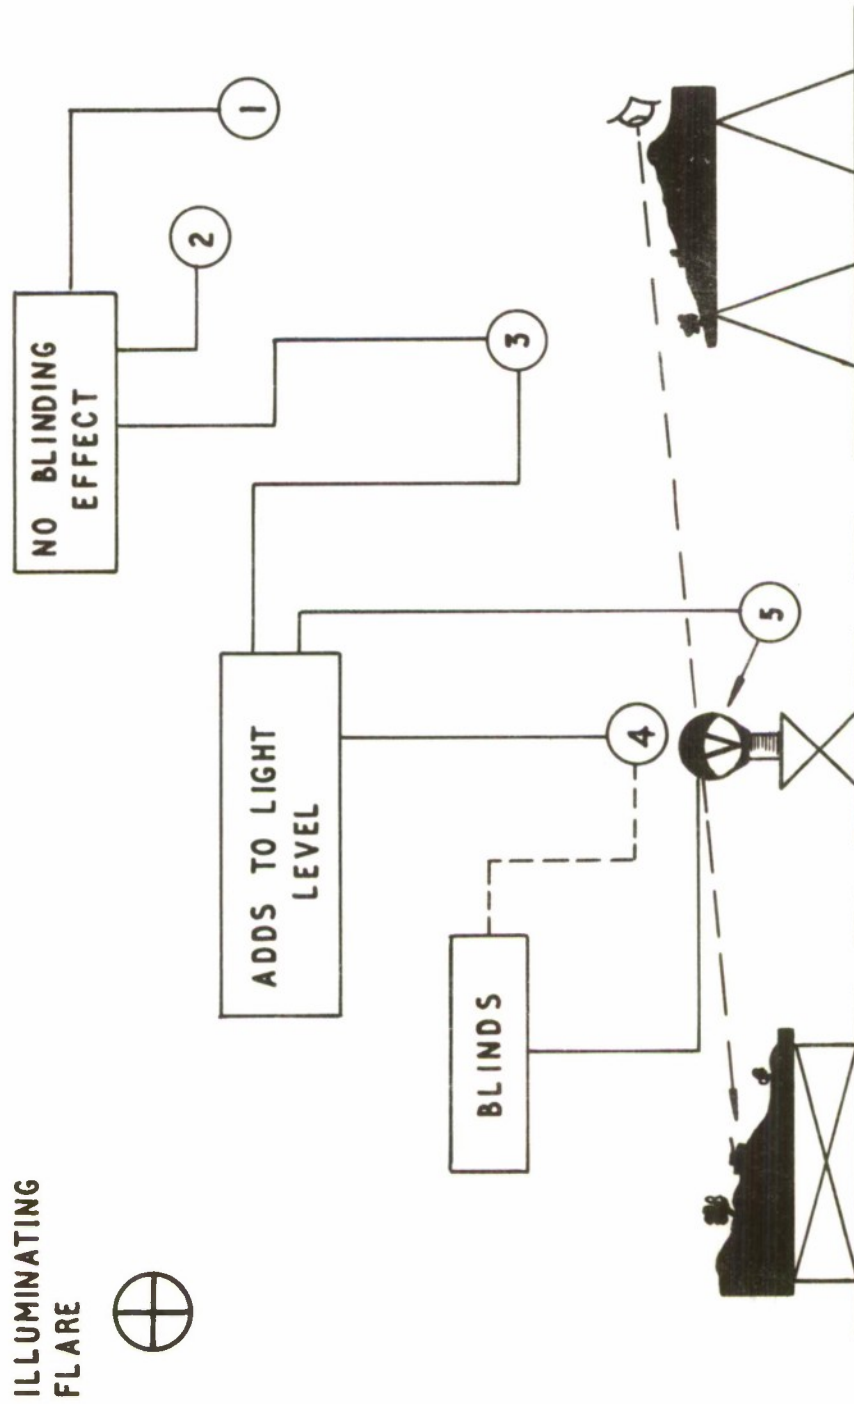 ILLUMINATING
FLARE
NO BLINDING
EFFECT
1
2
3
ADDS TO LIGHT
LEVEL
4
5
BLINDS